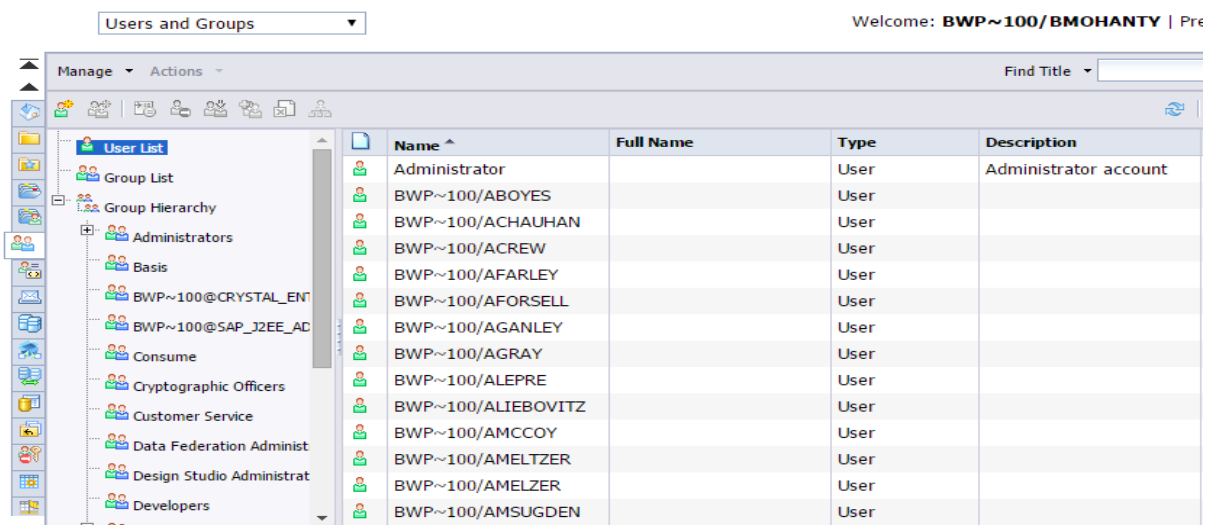 Users and Groups
Welcome: BWP~100/BMOHANTY | Pre
Manage Actions
Find Title
User List
Group List
Group Hierarchy
Administrators
Basis
BWP~100@CRYSTAL_ENT
BWP~100@SAP_J2EE_AD
Consume
Cryptographic Officers
Customer Service
Data Federation Administ
Design Studio Administrat
Developers
Name Full Name Type Description
Administrator User Administrator account
BWP~100/ABOYES User
BWP~100/ACHAUHAN User
BWP~100/ACREW User
BWP~100/AFARLEY User
BWP~100/AFORSELL User
BWP~100/AGANLEY User
BWP~100/AGRAY User
BWP~100/ALEPRE User
BWP~100/ALIEBOVITZ User
BWP~100/AMCCOY User
BWP~100/AMELTZER User
BWP~100/AMELZER User
BWP~100/AMSUGDEN User